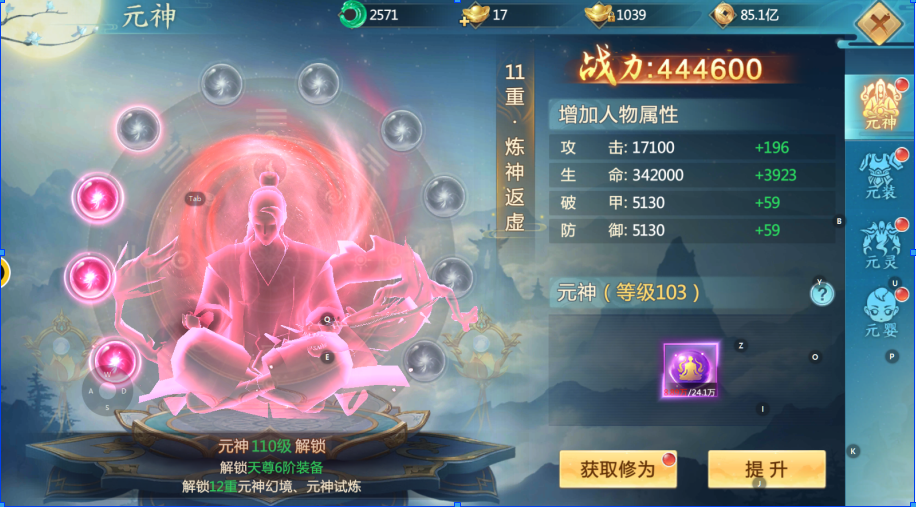 元神
2571
17
1039
85.1亿
11重·炼神返虚
战力:444600
增加人物属性
攻 击: 17100 +196
生 命: 342000 +3923
破 甲: 5130 +59
防 御: 5130 +59
元神（等级103）
?
Y
/24.1万
获取修为
提 升
元神
元装
元灵
元婴
元神110级 解锁
解锁天尊6阶装备
解锁12重元神幻境、元神试炼
Tab
Q
E
W
A
D
S
B
U
Z
O
P
I
K
J